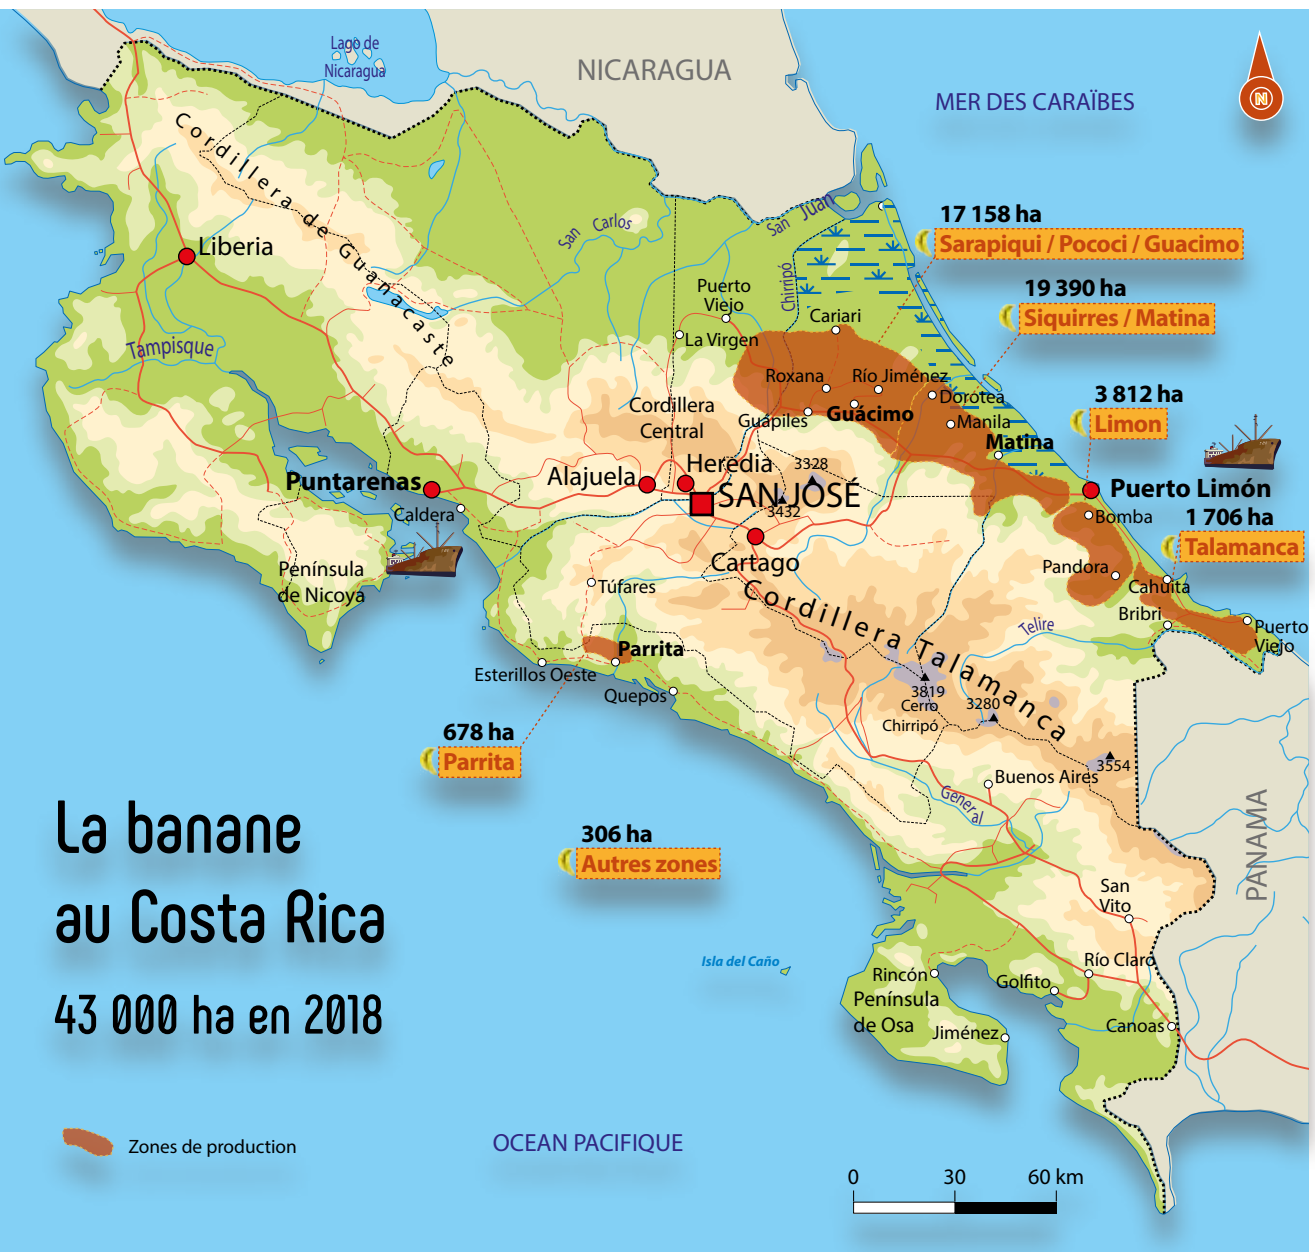 Lago de
Nicaragua
NICARAGUA
MER DES CARAÏBES
N
Cordillera de Guanacaste
San Carlos
San Juan
Chirripó
17 158 ha
Sarapiqui / Pococi / Guacimo
Liberia
19 390 ha
Siquirres / Matina
Puerto
Viejo
Cariari
La Virgen
Tampisque
Roxana
Río Jiménez
Dorotea
3 812 ha
Limon
Cordillera
Central
Guápiles
Guácimo
Manila
Matina
Heredia
3328
Alajuela
SAN JOSÉ
3432
Puntarenas
Caldera
Puerto Limón
Bomba
1 706 ha
Talamanca
Cartago
Península
de Nicoya
Pandora
Cahuita
Túfares
Cordillera Talamanca
Telire
Bribri
Puerto
Viejo
Parrita
Esterillos Oeste
Quepos
3819
Cerro
Chirripó
3280
3554
678 ha
Parrita
Buenos Aires
General
PANAMA
La banane
au Costa Rica
43 000 ha en 2018
306 ha
Autres zones
San
Vito
Isla del Caño
Rincón
Península
de Osa
Golfito
Río Claro
Jiménez
Canoas
Zones de production
OCEAN PACIFIQUE
0 30 60 km